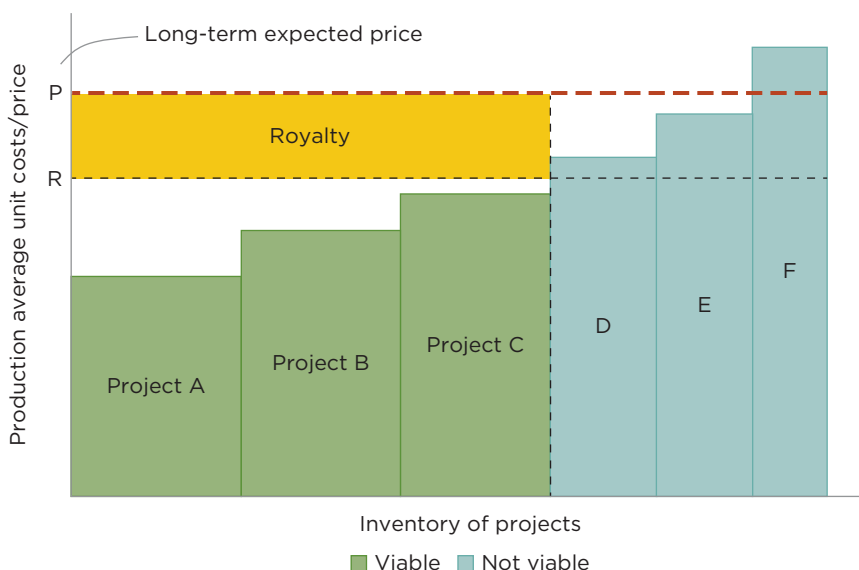 Long-term expected price
P
Royalty
R
Production average unit costs/price
Project A
Project B
Project C
D
E
F
Inventory of projects
Viable
Not viable